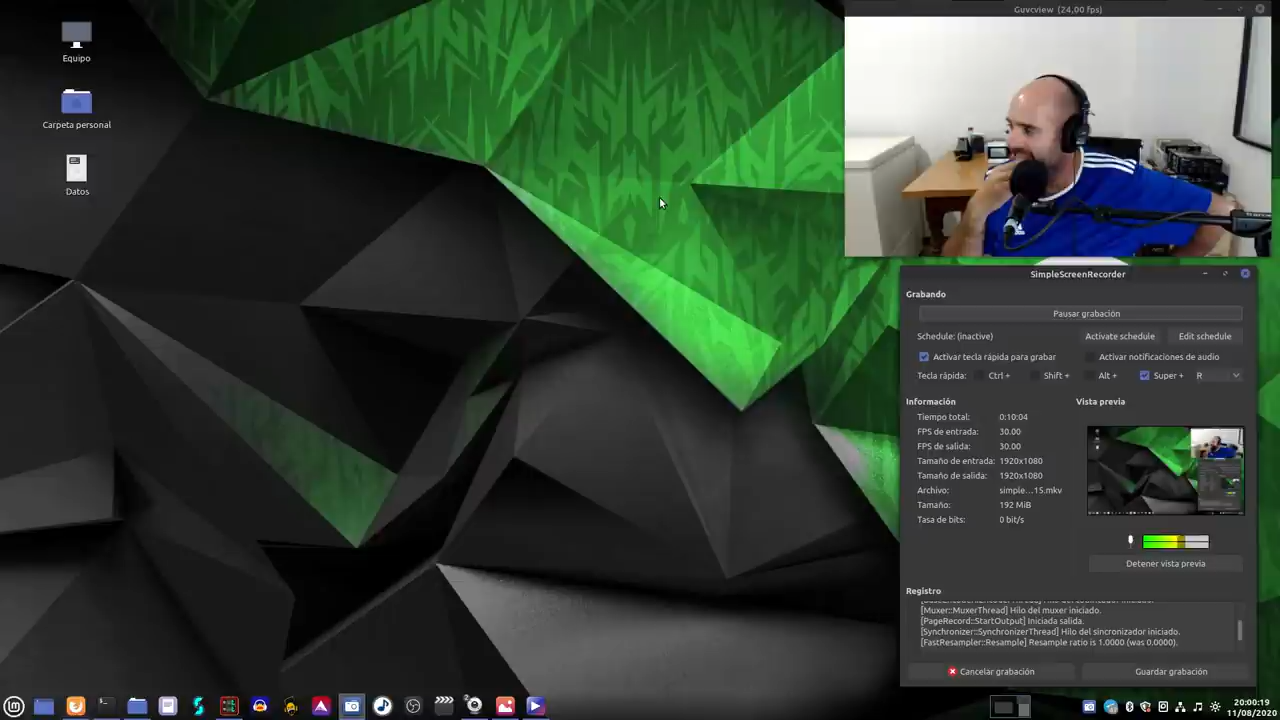 Equipo
Carpeta personal
Datos
Guvcview (24,00 fps)
SimpleScreenRecorder
Grabando
Pausar grabación
Schedule: (inactive) Activate schedule Edit schedule
Activar tecla rápida para grabar Activar notificaciones de audio
Tecla rápida: Ctrl + Shift + Alt + Super + R
Información Vista previa
Tiempo total: 0:10:04
FPS de entrada: 30.00
FPS de salida: 30.00
Tamaño de entrada: 1920x1080
Tamaño de salida: 1920x1080
Archivo: simple...15.mkv
Tamaño: 192 MiB
Tasa de bits: 0 bit/s
Detener vista previa
Registro
[Muxer::MuxerThread] Hilo del muxer iniciado.
[PageRecord::StartOutput] Iniciada salida.
[Synchronizer::SynchronizerThread] Hilo del sincronizador iniciado.
[FastResampler::Resample] Resample ratio is 1.0000 (was 0.0000).
Cancelar grabación Guardar grabación
20:00:19
11/08/2020